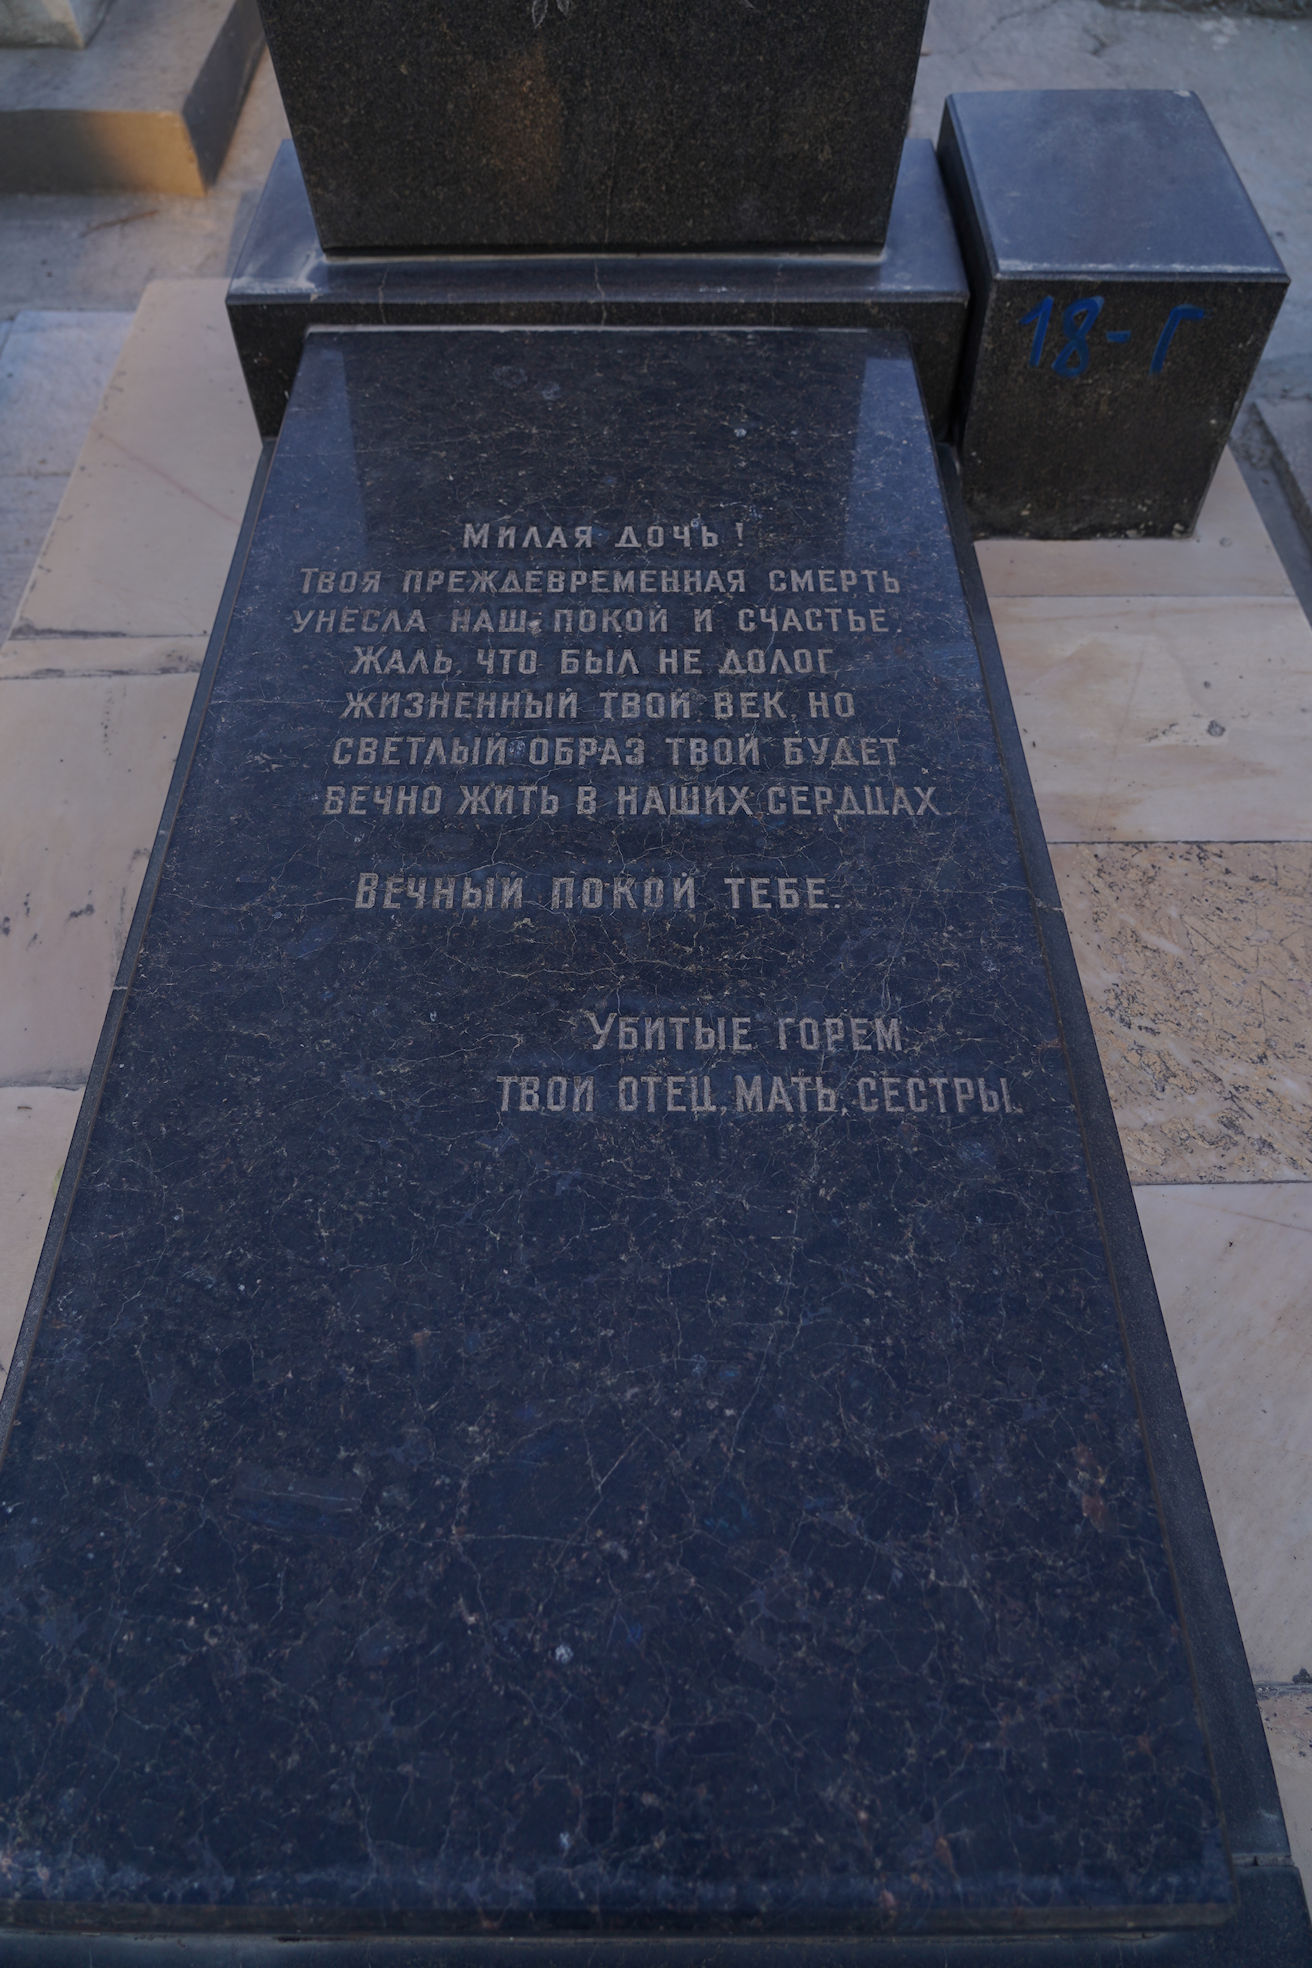 18-Г
Милая дочь!
Твоя преждевременная смерть
унесла наш покой и счастье.
Жаль, что был не долог
жизненный твой век, но
светлый образ твой будет
вечно жить в наших сердцах.
Вечный покой тебе.
Убитые горем
твои отец, мать, сестры.